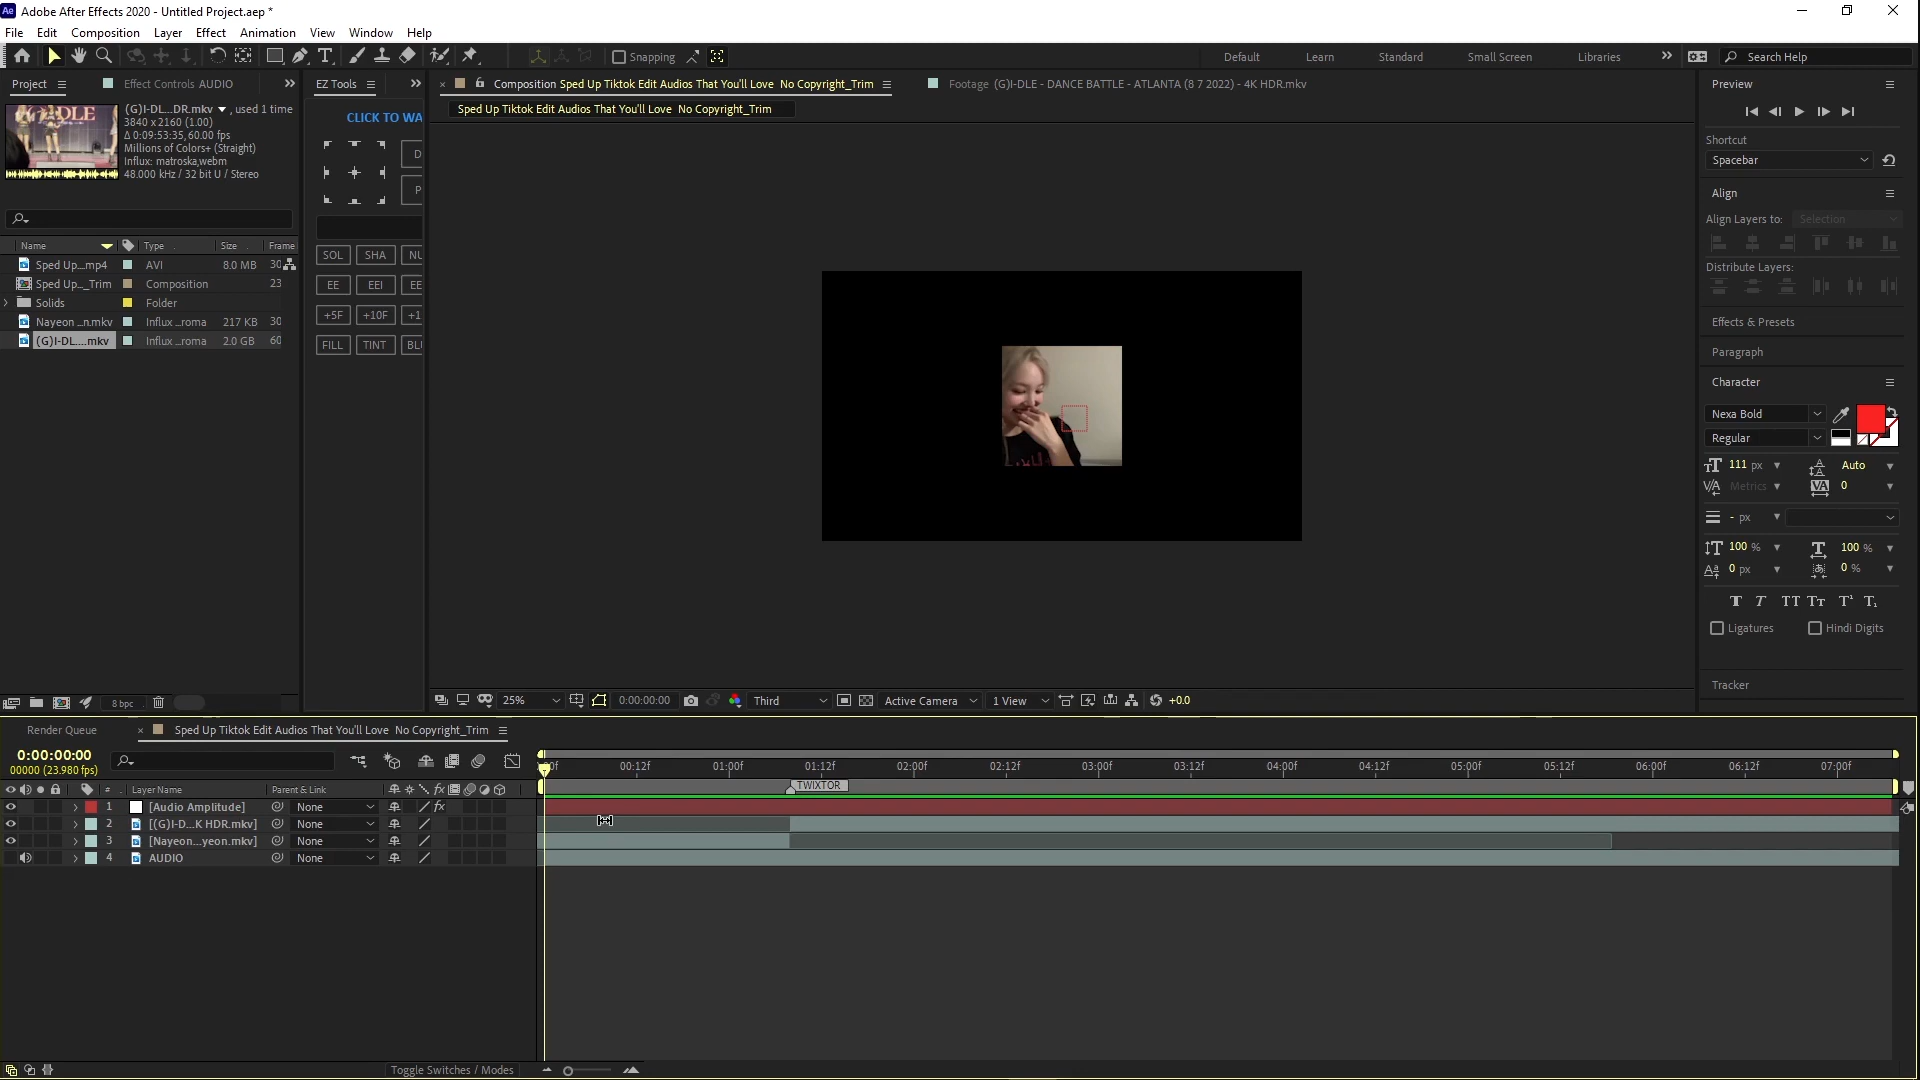 Adobe After Effects 2020 - Untitled Project.aep *
File Edit Composition Layer Effect Animation View Window Help
Snapping
Default Learn Standard Small Screen Libraries Search Help
Project Effect Controls AUDIO
EZ Tools
Composition Sped Up Tiktok Edit Audios That You'll Love No Copyright_Trim
Footage (G)I-DLE - DANCE BATTLE - ATLANTA (8 7 2022) - 4K HDR.mkv
Sped Up Tiktok Edit Audios That You'll Love No Copyright_Trim
(G)I-DL...DR.mkv , used 1 time
3840 x 2160 (1.00)
Δ 0:09:53:35, 60.00 fps
Millions of Colors+ (Straight)
Influx: matroska,webm
48.000 kHz / 32 bit U / Stereo
CLICK TO WA
D
P
SOL SHA NU
EE EEI EE
+5F +10F +1
FILL TINT BLU
Name Type Size Frame
Sped Up...mp4 AVI 8.0 MB 30
Sped Up..._Trim Composition 23
Solids Folder
Nayeon ...n.mkv Influx ...roma 217 KB 30
(G)I-DL....mkv Influx ...roma 2.0 GB 60
8 bpc
25% 0:00:00:00 Third Active Camera 1 View +0.0
Preview
Shortcut
Spacebar
Align
Align Layers to: Selection
Distribute Layers:
Effects & Presets
Paragraph
Character
Nexa Bold
Regular
111 px Auto
Metrics 0
- px
100 % 100 %
0 px 0 %
Ligatures Hindi Digits
Tracker
Render Queue Sped Up Tiktok Edit Audios That You'll Love No Copyright_Trim
0:00:00:00
00000 (23.980 fps)
00:12f 01:00f 01:12f 02:00f 02:12f 03:00f 03:12f 04:00f 04:12f 05:00f 05:12f 06:00f 06:12f 07:00f
TWIXTOR
# Layer Name Parent & Link
1 [Audio Amplitude] None
2 [(G)I-D...K HDR.mkv] None
3 [Nayeon...yeon.mkv] None
4 AUDIO None
Toggle Switches / Modes